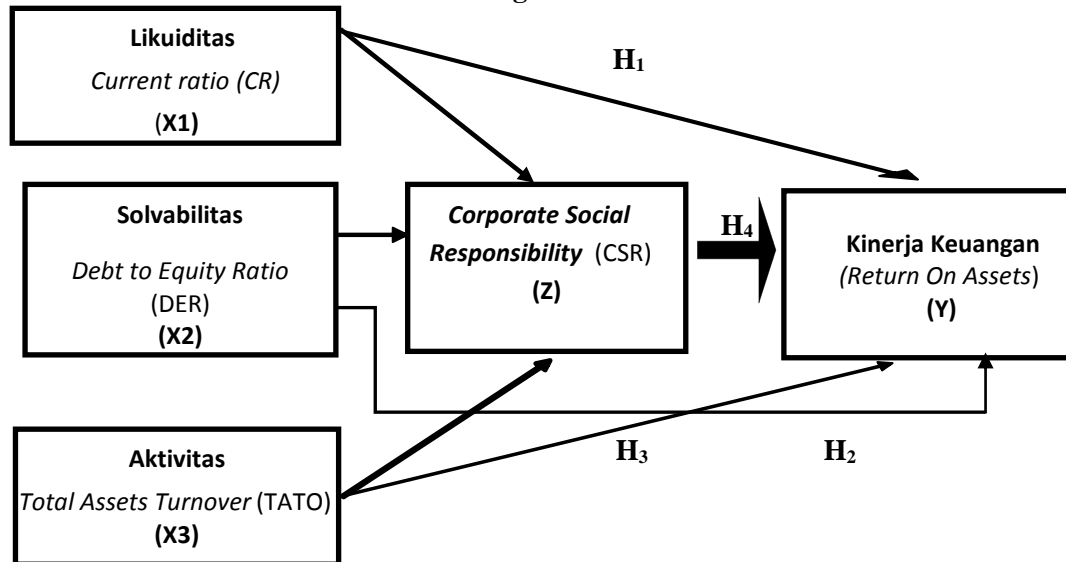 Likuiditas
Current ratio (CR)
(X1)
H1
Solvabilitas
Debt to Equity Ratio
(DER)
(X2)
Corporate Social
Responsibility (CSR)
(Z)
H4
Kinerja Keuangan
(Return On Assets)
(Y)
Aktivitas
Total Assets Turnover (TATO)
(X3)
H3
H2